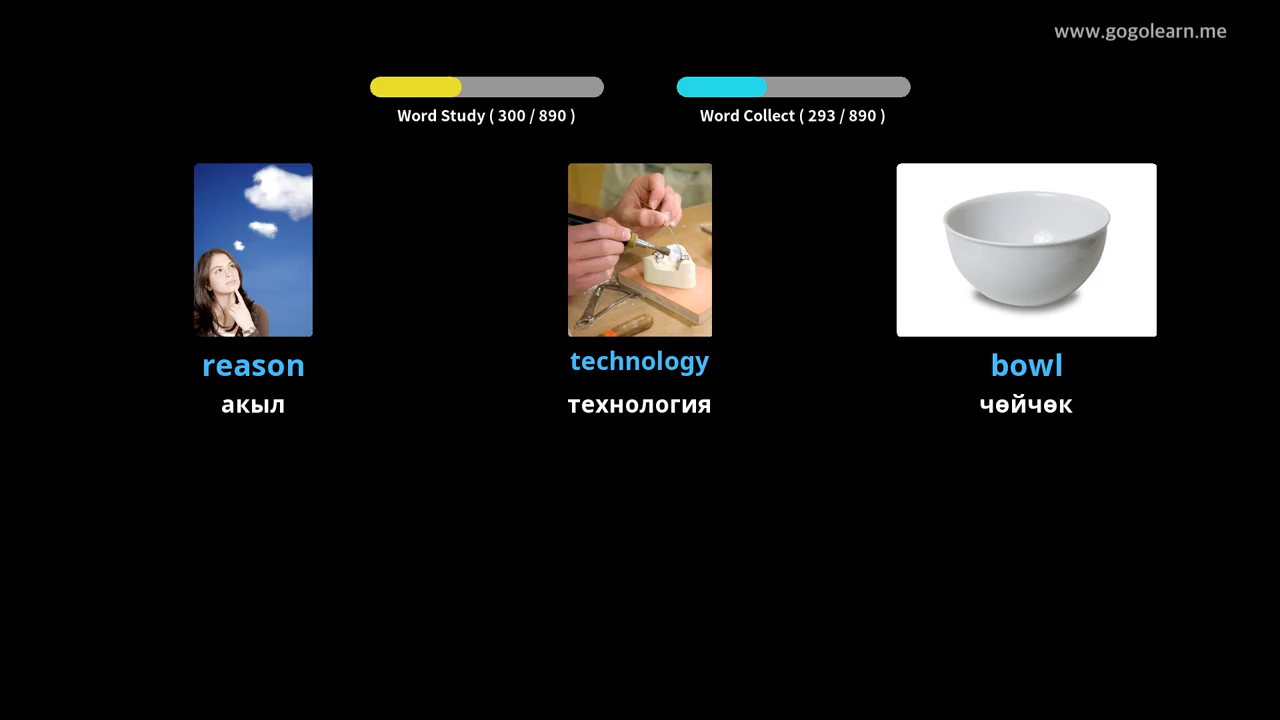 www.gogolearn.me
Word Study ( 300 / 890 )
Word Collect ( 293 / 890 )
reason
technology
bowl
акыл
технология
чөйчөк